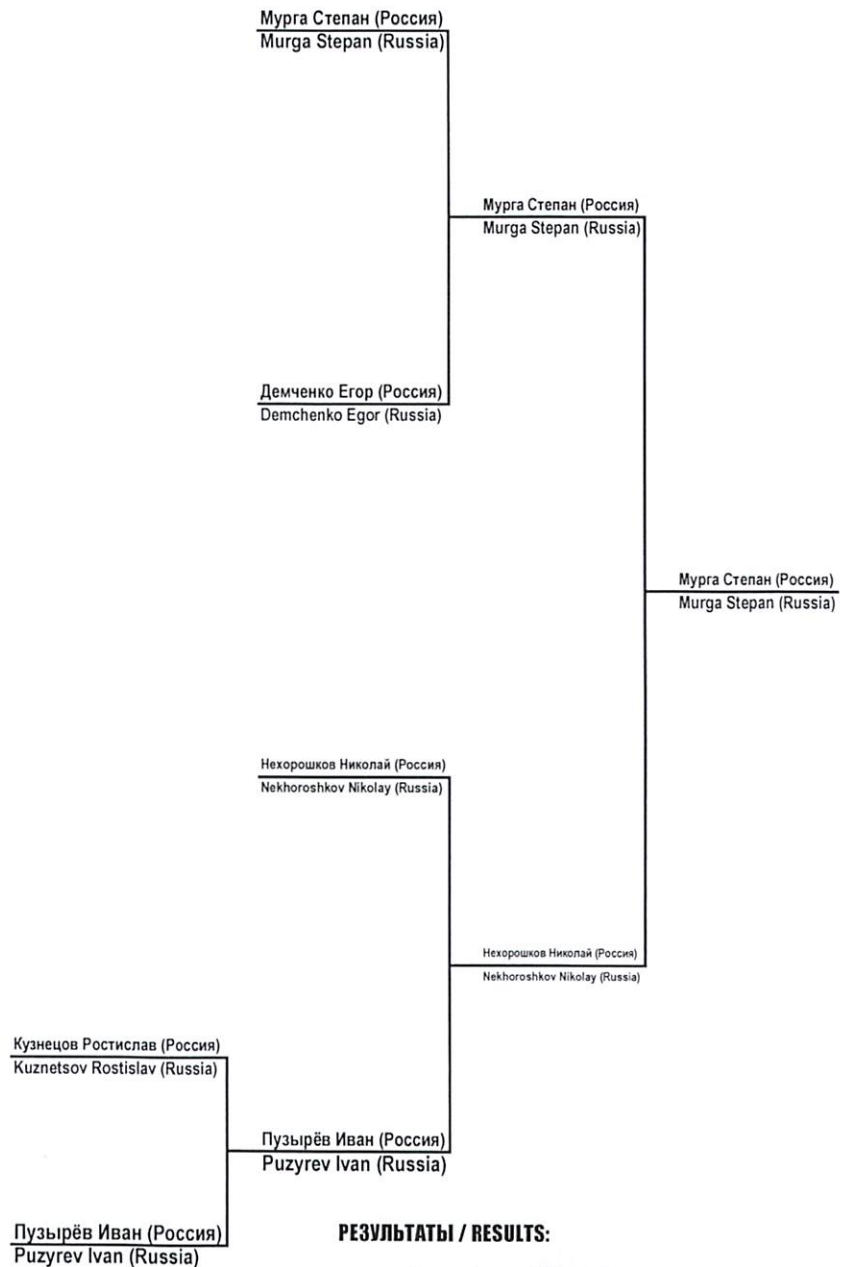 Мурга Степан (Россия)
Murga Stepan (Russia)
Мурга Степан (Россия)
Murga Stepan (Russia)
Демченко Егор (Россия)
Demchenko Egor (Russia)
Мурга Степан (Россия)
Murga Stepan (Russia)
Нехорошков Николай (Россия)
Nekhoroshkov Nikolay (Russia)
Нехорошков Николай (Россия)
Nekhoroshkov Nikolay (Russia)
Кузнецов Ростислав (Россия)
Kuznetsov Rostislav (Russia)
Пузырёв Иван (Россия)
Puzyrev Ivan (Russia)
Пузырёв Иван (Россия)
Puzyrev Ivan (Russia)
РЕЗУЛЬТАТЫ / RESULTS: